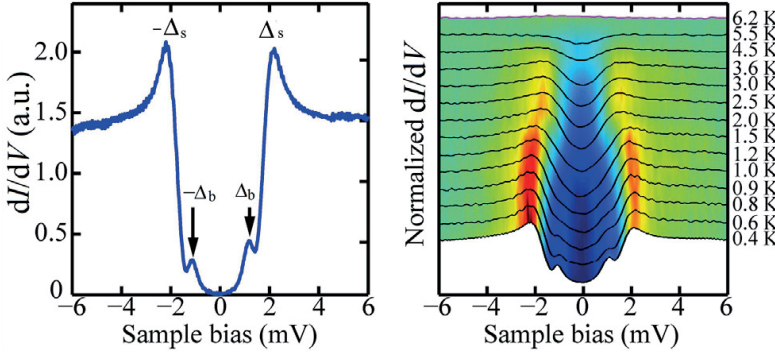 −Δs
Δs
2.0
1.5
1.0
0.5
0
−Δb
Δb
dI/dV (a.u.)
−6 −4 −2 0 2 4 6
Sample bias (mV)
Normalized dI/dV
6.2 K
5.5 K
4.5 K
3.6 K
3.0 K
2.5 K
2.0 K
1.5 K
1.2 K
1.0 K
0.9 K
0.8 K
0.6 K
0.4 K
−6 −4 −2 0 2 4 6
Sample bias (mV)